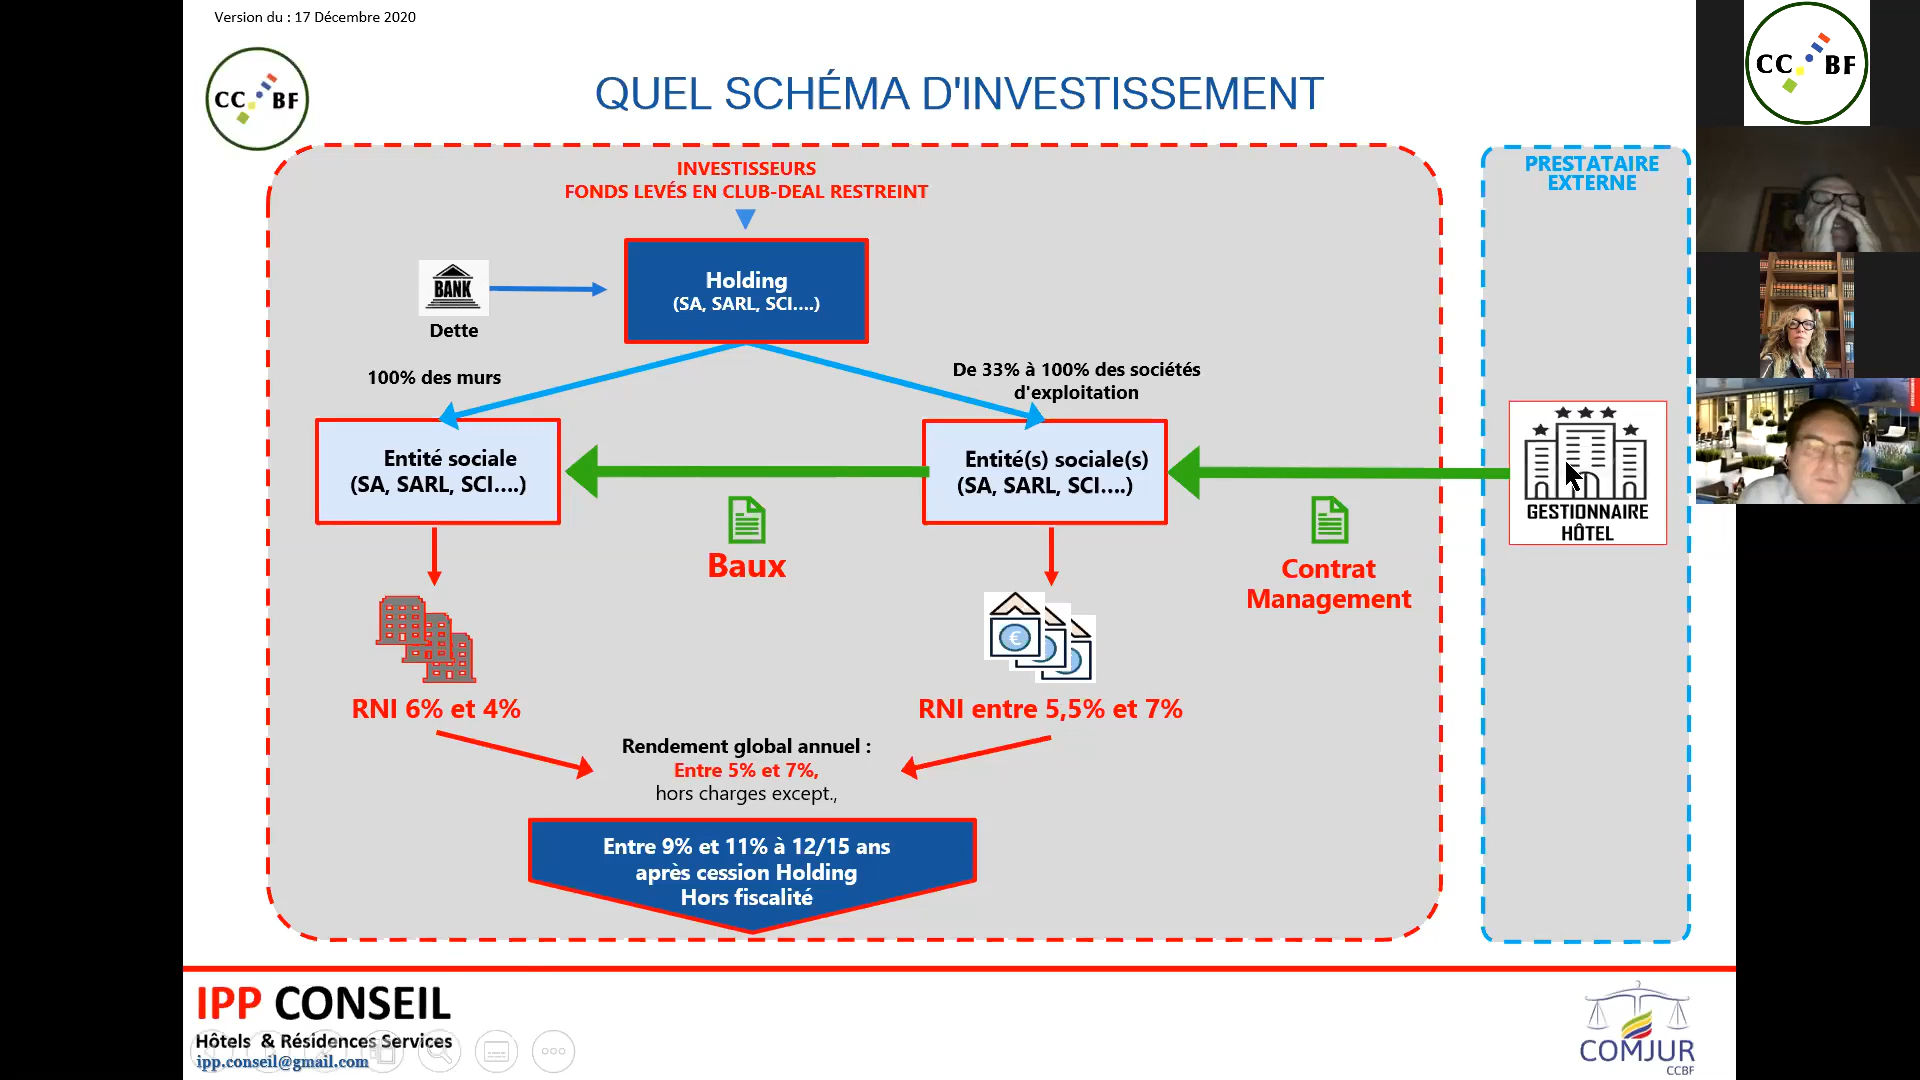 Version du : 17 Décembre 2020
CC BF
QUEL SCHÉMA D'INVESTISSEMENT
CC BF
INVESTISSEURS
FONDS LEVÉS EN CLUB-DEAL RESTREINT
PRESTATAIRE
EXTERNE
BANK
Dette
Holding
(SA, SARL, SCI....)
100% des murs
De 33% à 100% des sociétés
d'exploitation
Entité sociale
(SA, SARL, SCI....)
Entité(s) sociale(s)
(SA, SARL, SCI....)
GESTIONNAIRE
HÔTEL
Baux
Contrat
Management
€
RNI 6% et 4%
RNI entre 5,5% et 7%
Rendement global annuel :
Entre 5% et 7%,
hors charges except.,
Entre 9% et 11% à 12/15 ans
après cession Holding
Hors fiscalité
IPP CONSEIL
Hôtels & Résidences Services
ipp.conseil@gmail.com
COMJUR
CCBF